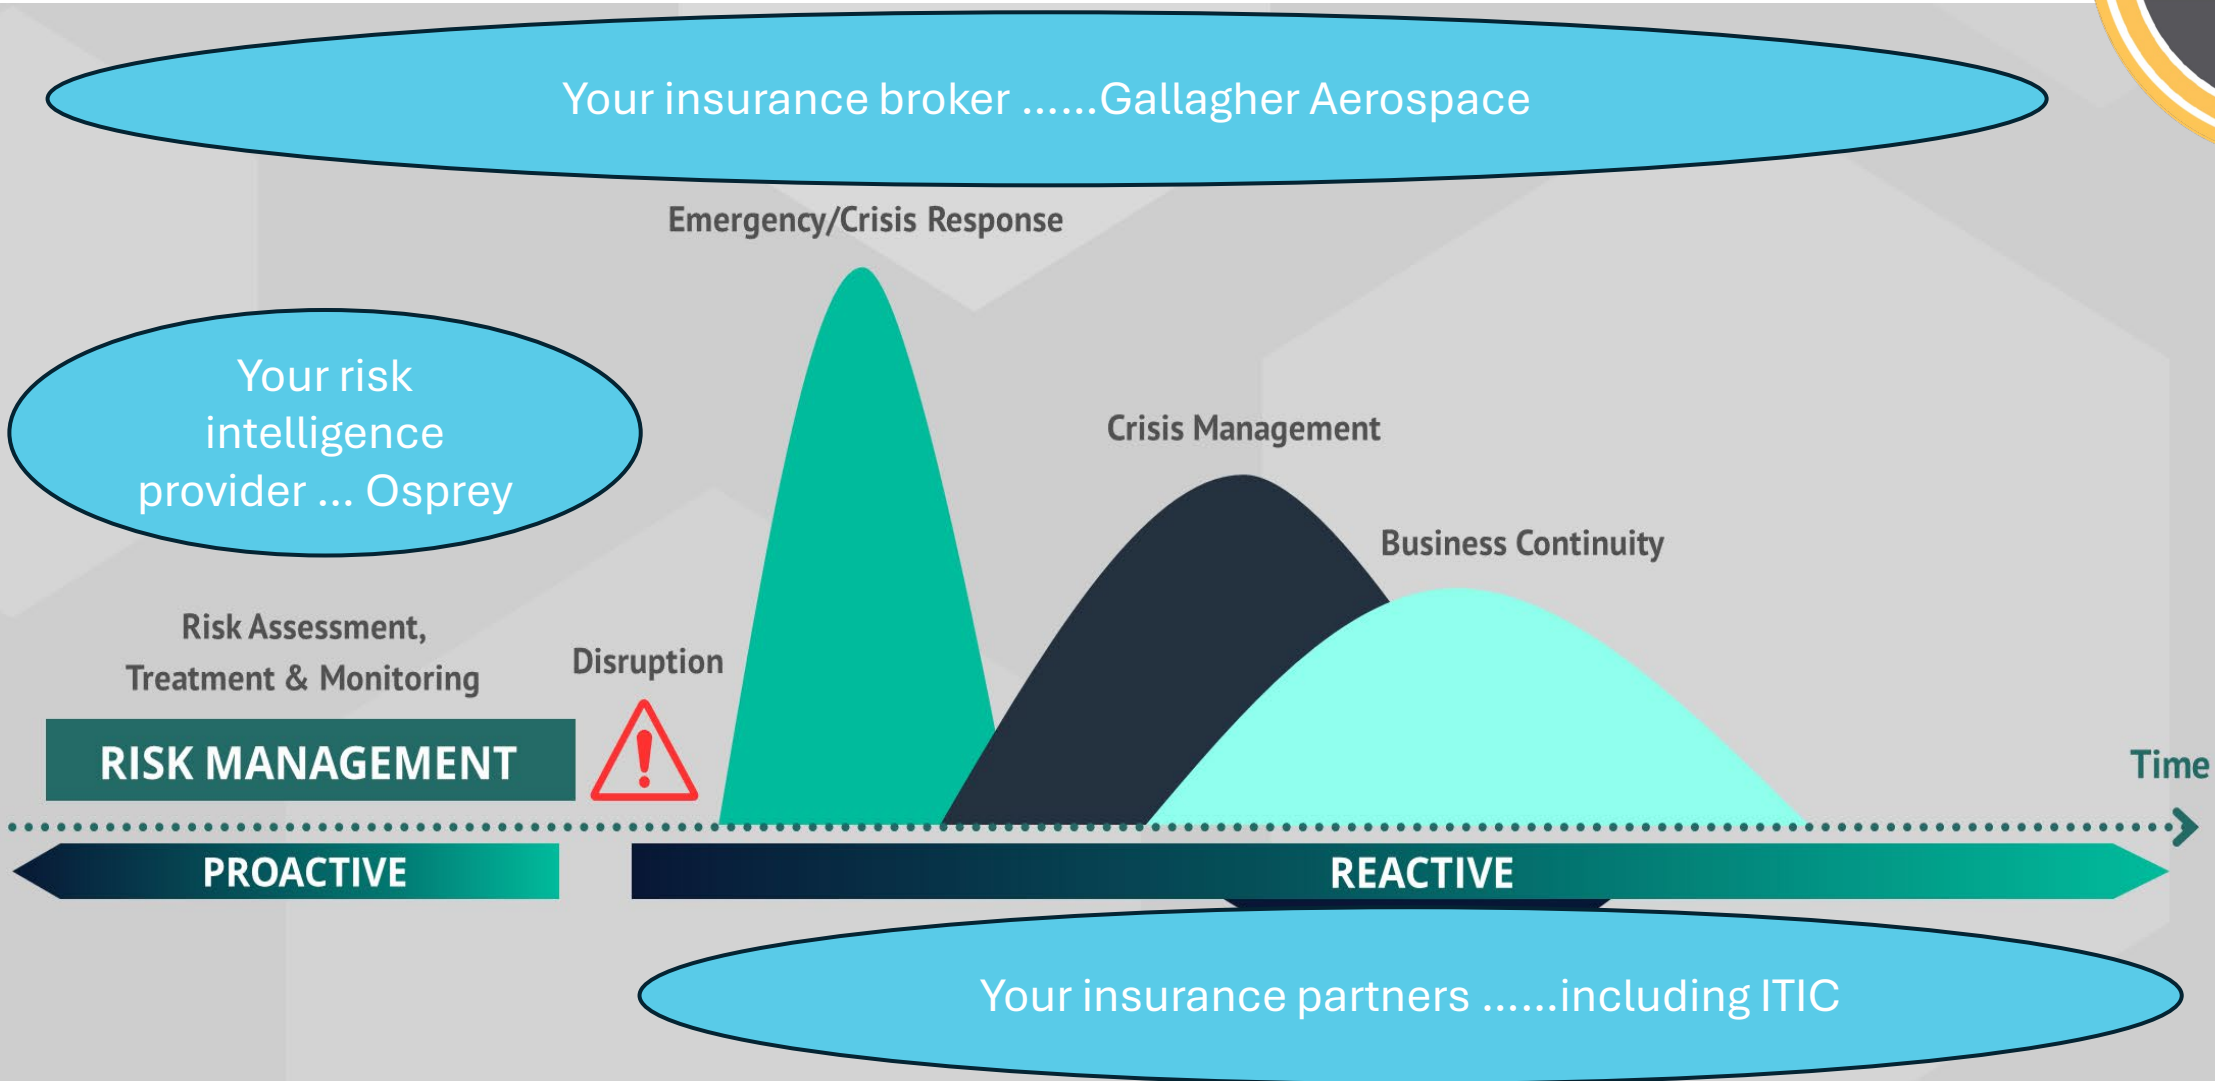 Your insurance broker ......Gallagher Aerospace
Emergency/Crisis Response
Your risk
intelligence
provider ... Osprey
Crisis Management
Business Continuity
Risk Assessment,
Treatment & Monitoring
Disruption
RISK MANAGEMENT
Time
PROACTIVE
REACTIVE
Your insurance partners ......including ITIC